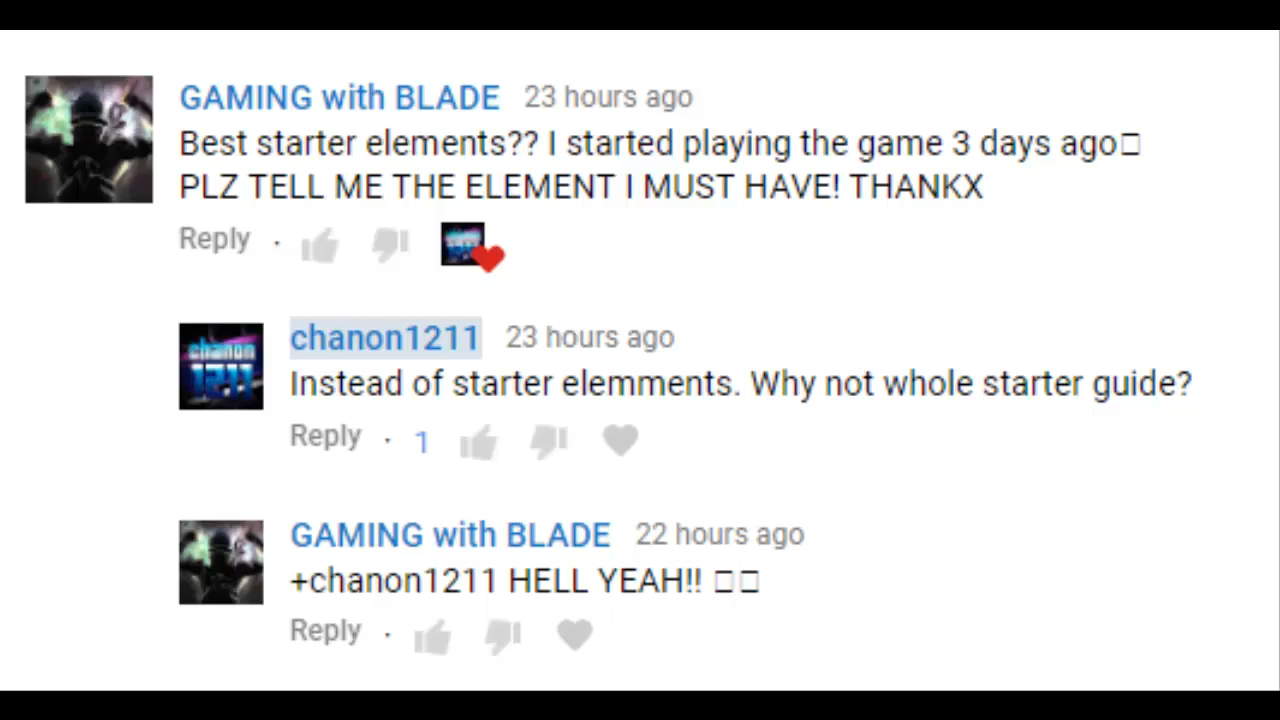 GAMING with BLADE 23 hours ago
Best starter elements?? I started playing the game 3 days ago□
PLZ TELL ME THE ELEMENT I MUST HAVE! THANKX
Reply ·
chanon1211 23 hours ago
chanon
1211
Instead of starter elemments. Why not whole starter guide?
Reply · 1
GAMING with BLADE 22 hours ago
+chanon1211 HELL YEAH!! □□
Reply ·